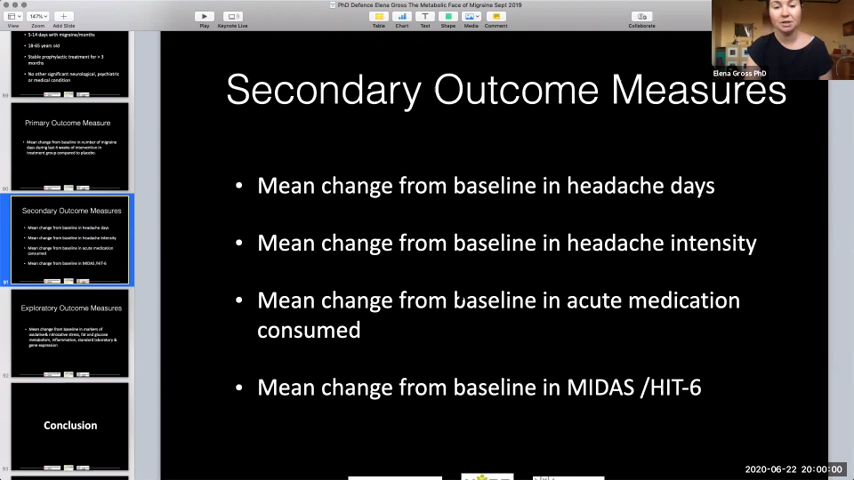 PhD Defence Elena Gross The Metabolic Face of Migraine Sept 2019
147%
View
Zoom
Add Slide
Play
Keynote Live
Table
Chart
Text
Shape
Media
Comment
Collaborate
Elena Gross PhD
5-14 days with migraine/months
18-65 years old
Stable prophylactic treatment for > 3
months
No other significant neurological, psychiatric
or medical condition
Primary Outcome Measure
Mean change from baseline in number of migraine
days during last 4 weeks of intervention in
treatment group compared to placebo.
90
Secondary Outcome Measures
• Mean change from baseline in headache days
• Mean change from baseline in headache intensity
• Mean change from baseline in acute medication
consumed
• Mean change from baseline in MIDAS /HIT-6
91
Exploratory Outcome Measures
• Mean change from baseline in markers of
oxidative& nitrosative stress, fat and glucose
metabolism, inflammation, standard laboratory &
gene expression
92
Conclusion
93
Secondary Outcome Measures
• Mean change from baseline in headache days
• Mean change from baseline in headache intensity
• Mean change from baseline in acute medication
consumed
• Mean change from baseline in MIDAS /HIT-6
2020-06-22 20:00:00